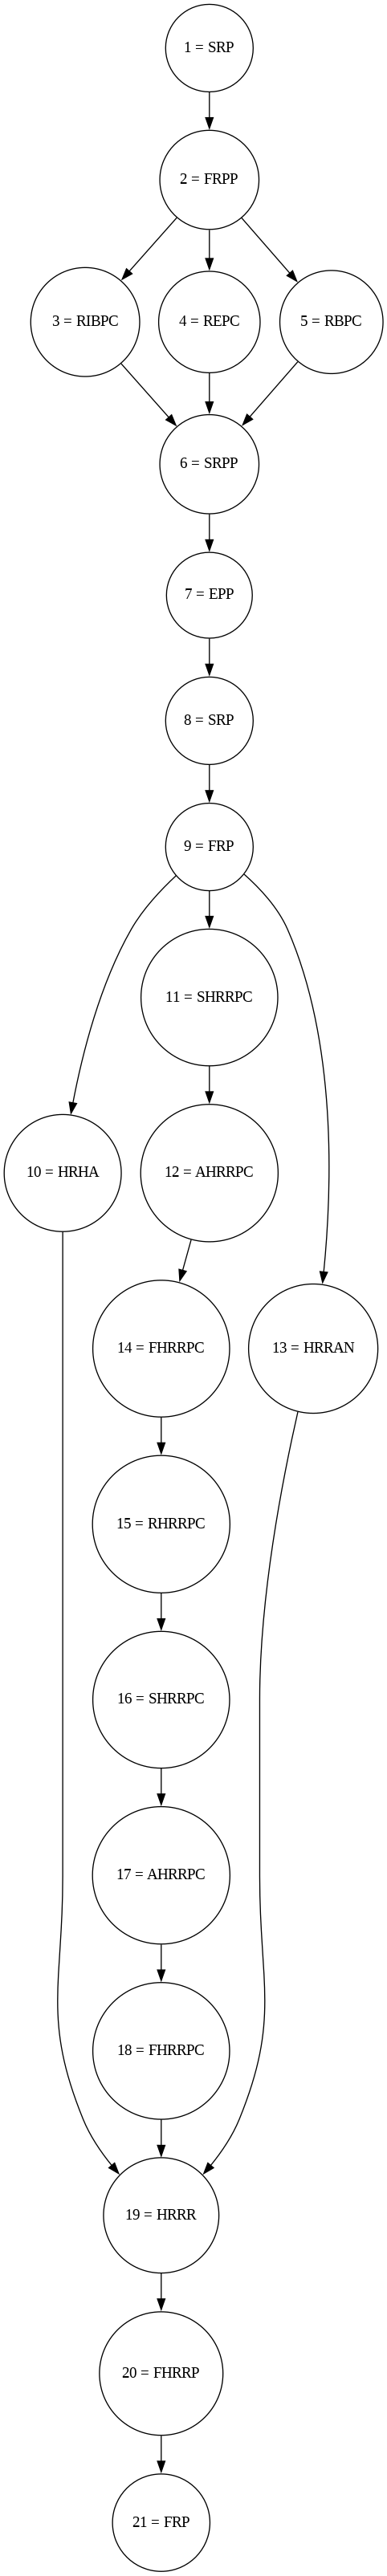 1 = SRP
2 = FRPP
3 = RIBPC
4 = REPC
5 = RBPC
6 = SRPP
7 = EPP
8 = SRP
9 = FRP
11 = SHRRPC
10 = HRHA
12 = AHRRPC
14 = FHRRPC
13 = HRRAN
15 = RHRRPC
16 = SHRRPC
17 = AHRRPC
18 = FHRRPC
19 = HRRR
20 = FHRRP
21 = FRP